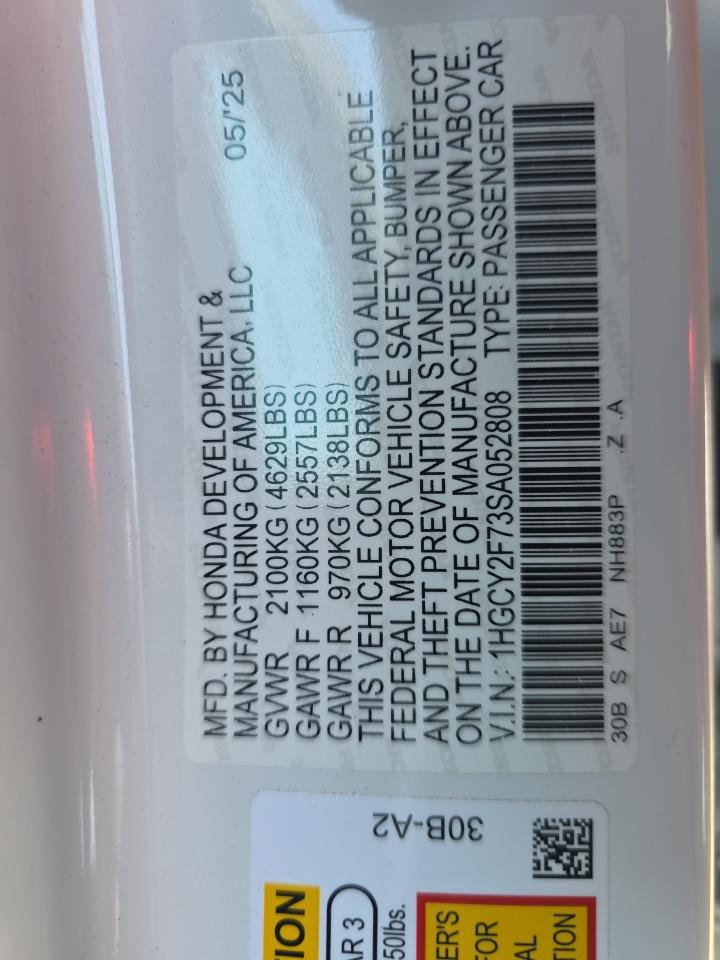 MFD. BY HONDA DEVELOPMENT &
MANUFACTURING OF AMERICA, LLC 05/'25
GVWR 2100KG (4629LBS)
GAWR F 1160KG (2557LBS)
GAWR R 970KG (2138LBS)
THIS VEHICLE CONFORMS TO ALL APPLICABLE
FEDERAL MOTOR VEHICLE SAFETY, BUMPER,
AND THEFT PREVENTION STANDARDS IN EFFECT
ON THE DATE OF MANUFACTURE SHOWN ABOVE.
V.I.N.: 1HGCY2F73SA052808 TYPE: PASSENGER CAR
30B S AE7 NH883P .Z .A
30B-A2